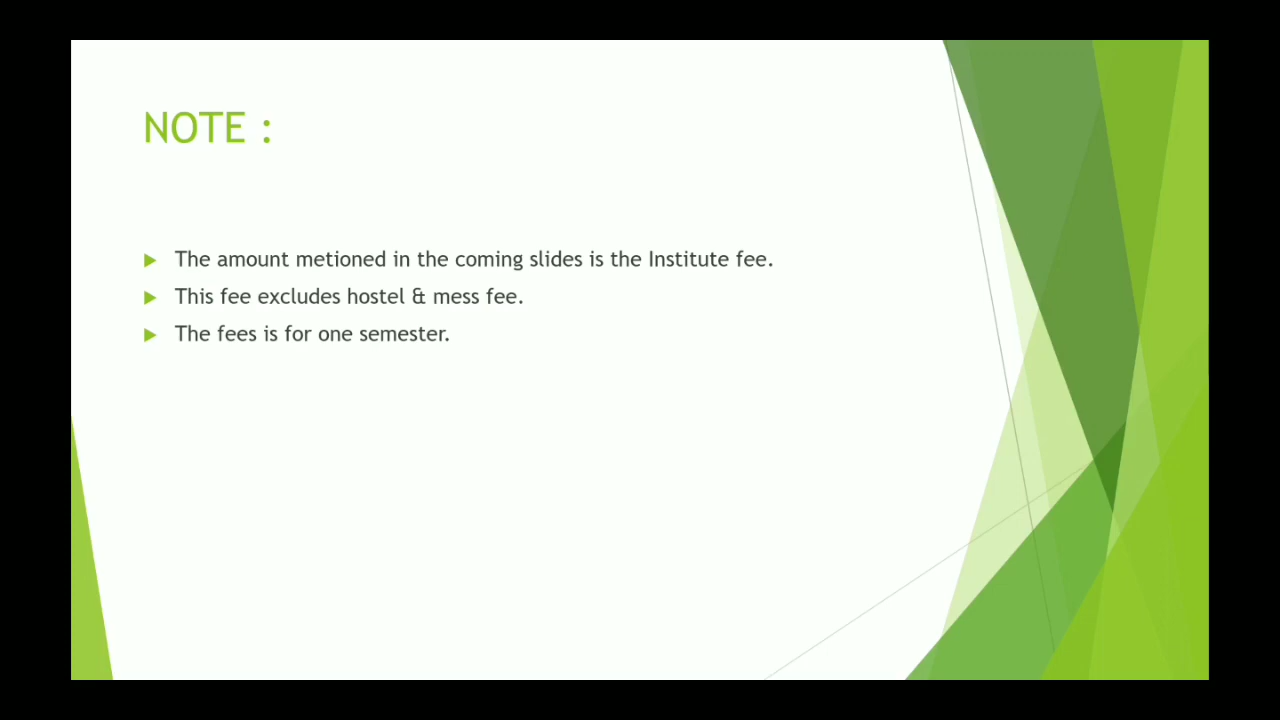 NOTE :
The amount metioned in the coming slides is the Institute fee.
This fee excludes hostel & mess fee.
The fees is for one semester.